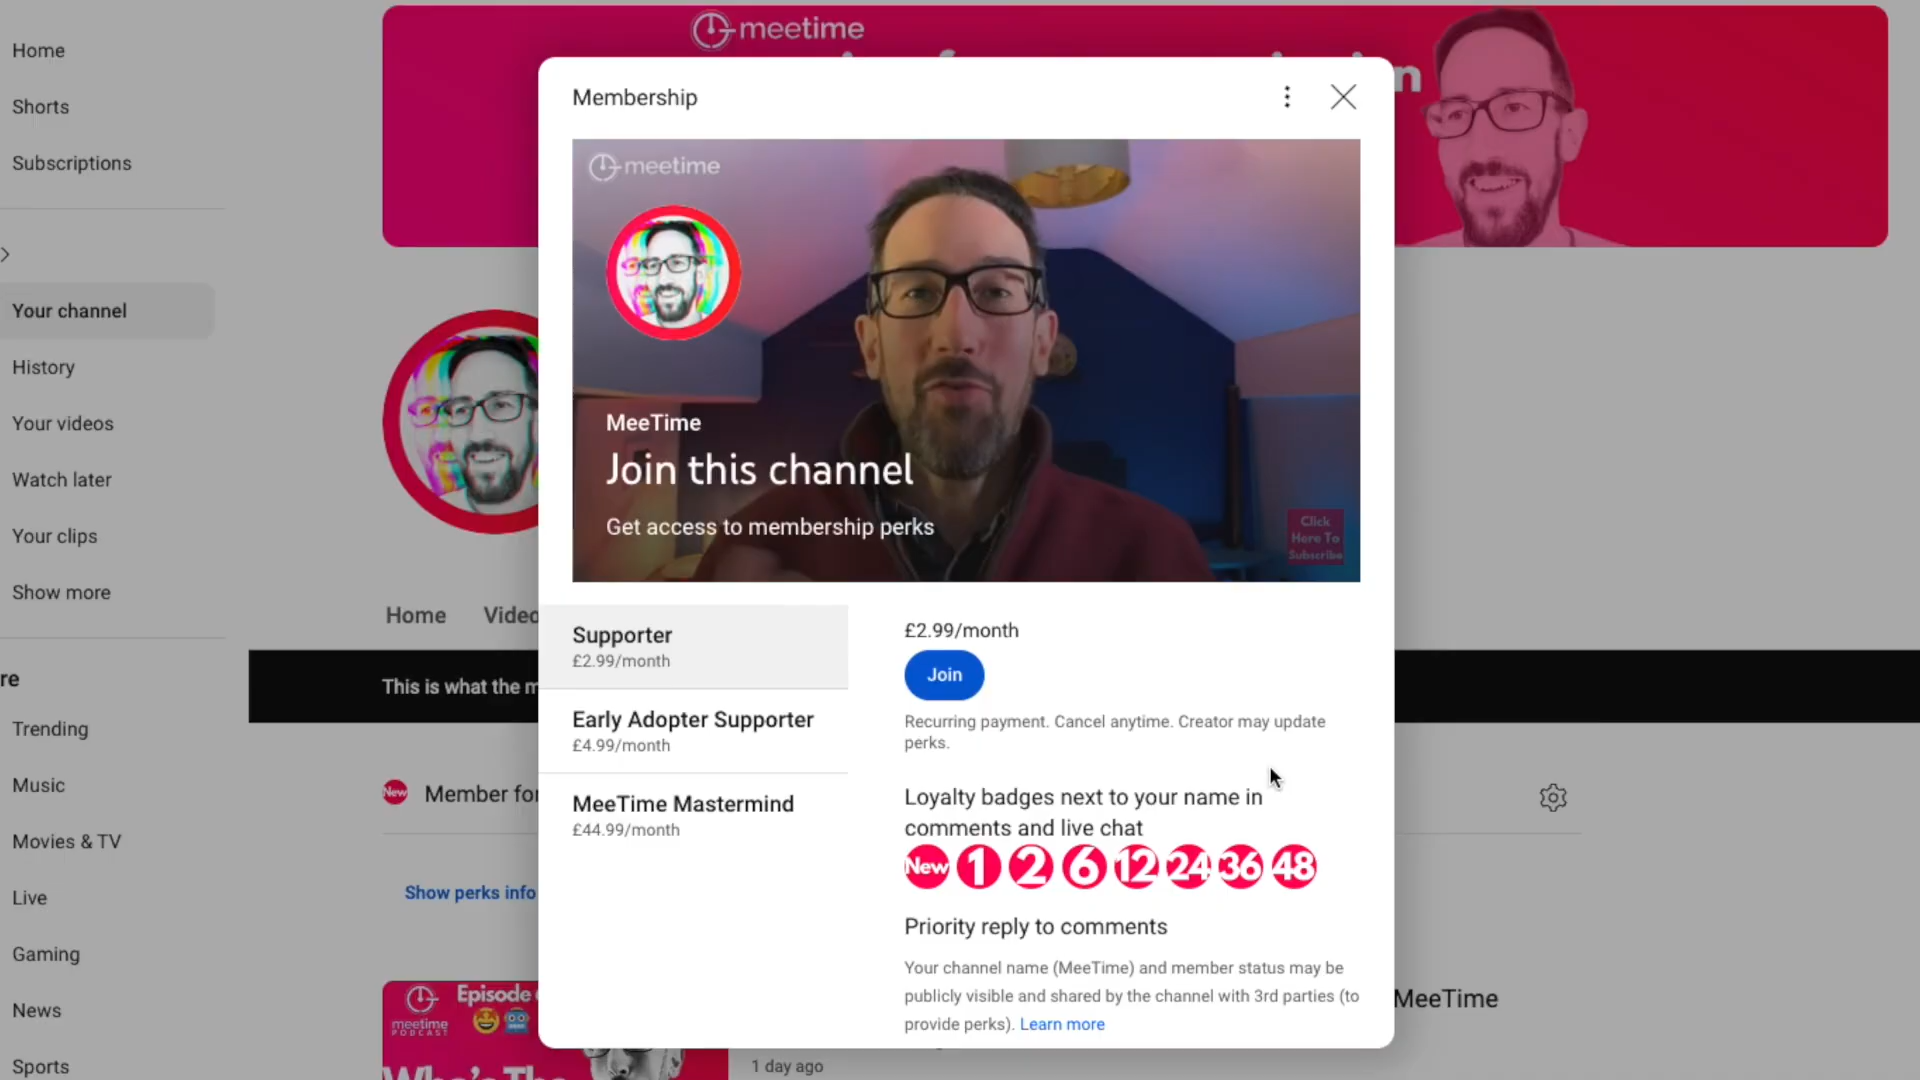 Home
Shorts
Subscriptions
Your channel
History
Your videos
Watch later
Your clips
Show more
Trending
Music
Movies & TV
Live
Gaming
News
Sports
meetime
Membership
meetime
MeeTime
Join this channel
Get access to membership perks
Click
Here To
Subscribe
Home
This is what the
Member for
Show perks info
Supporter
£2.99/month
Early Adopter Supporter
£4.99/month
MeeTime Mastermind
£44.99/month
£2.99/month
Join
Recurring payment. Cancel anytime. Creator may update
perks.
Loyalty badges next to your name in
comments and live chat
New 1 2 6 12 24 36 48
Priority reply to comments
Your channel name (MeeTime) and member status may be
publicly visible and shared by the channel with 3rd parties (to
provide perks). Learn more
New
meetime
PODCAST
Episode
Who's The
MeeTime
1 day ago